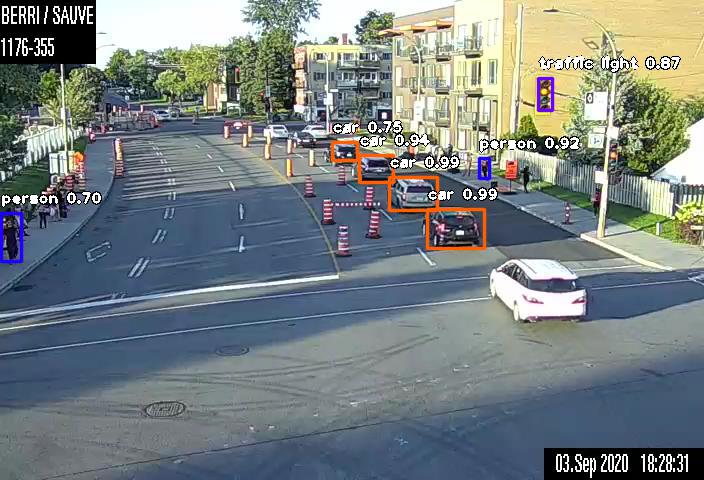 BERRI / SAUVE
1176-355
traffic light 0.87
car 0.75
car 0.94
person 0.92
car 0.99
car 0.99
person 0.70
03.Sep 2020 18:28:31